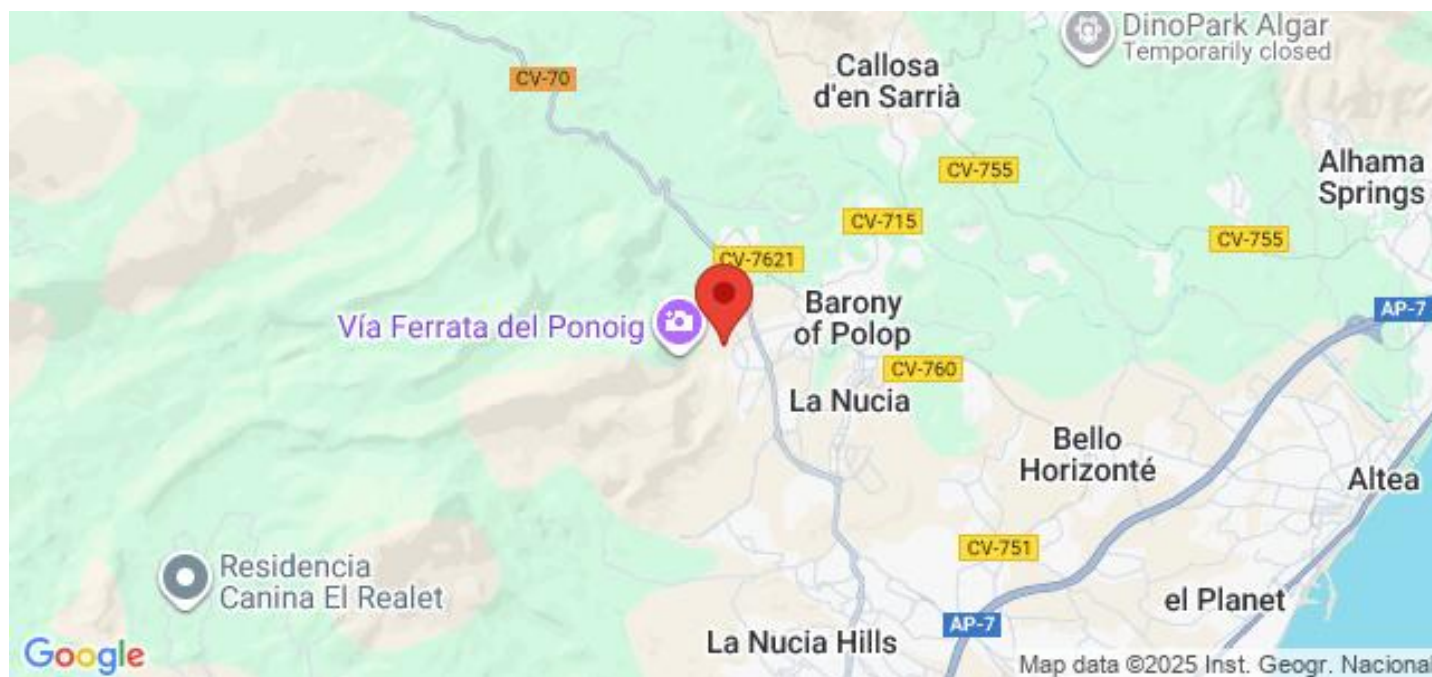 DinoPark Algar
Temporarily closed
Callosa
d'en Sarrià
CV-70
CV-755
Alhama
Springs
CV-715
CV-755
CV-7621
Vía Ferrata del Ponoig
Barony
of Polop
AP-7
CV-760
La Nucia
Bello
Horizonté
Altea
CV-751
Residencia
Canina El Realet
el Planet
AP-7
La Nucia Hills
Google
Map data ©2025 Inst. Geogr. Nacional